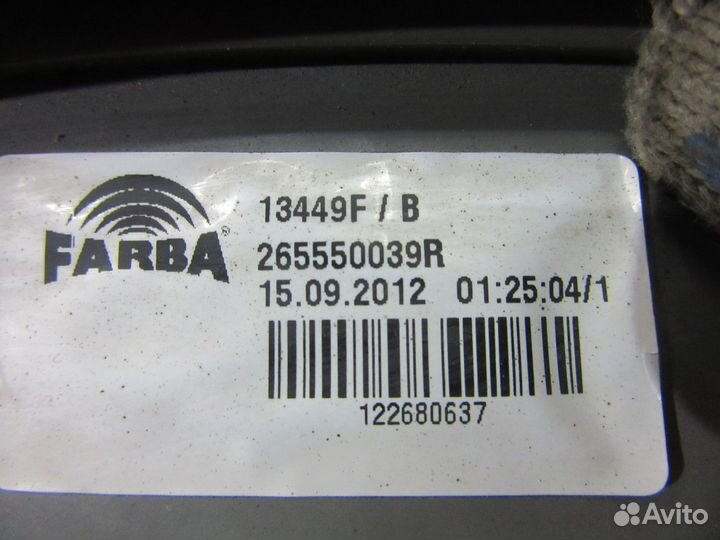 FARBA®
13449F / B
265550039R
15.09.2012 01:25:04/1
122680637
Avito